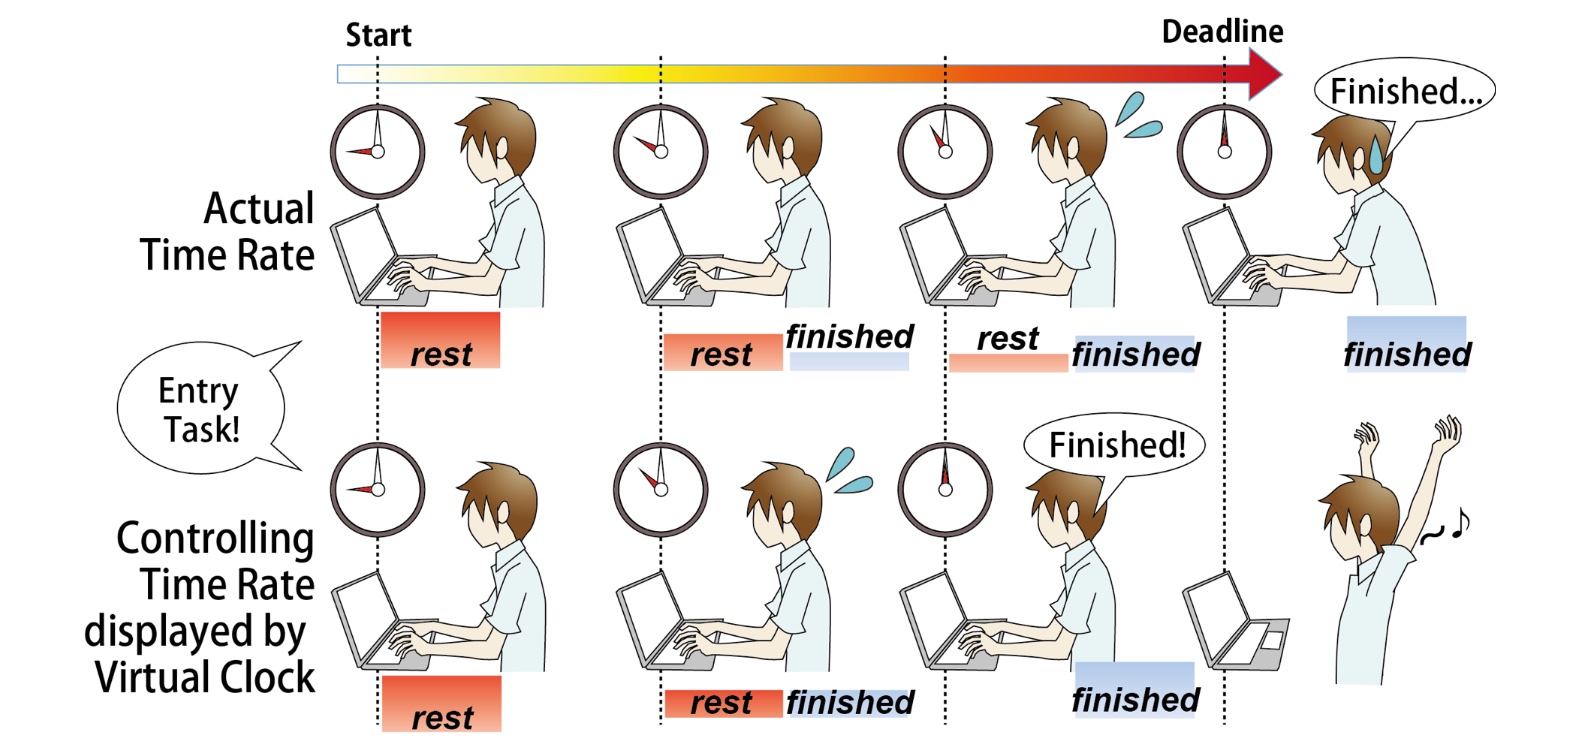 Start
Deadline
Finished...
Actual
Time Rate
rest
rest
finished
rest
finished
finished
Entry
Task!
Finished!
Controlling
Time Rate
displayed by
Virtual Clock
rest
rest
finished
finished